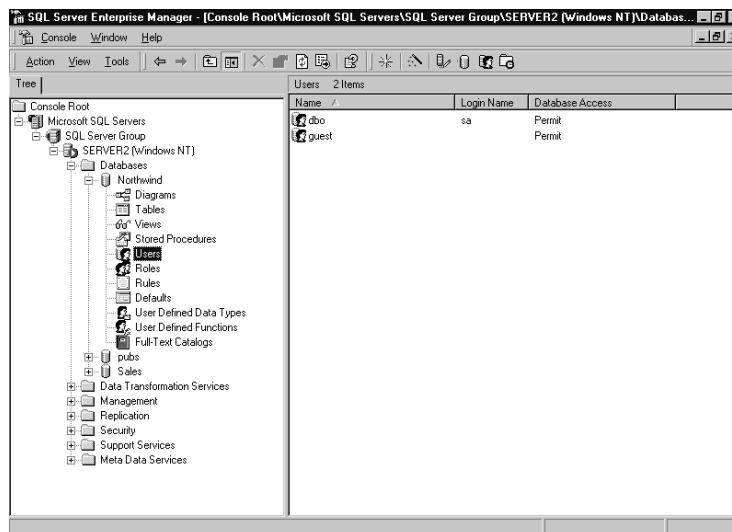 SQL Server Enterprise Manager - [Console Root\Microsoft SQL Servers\SQL Server Group\SERVER2 (Windows NT)\Databas...
Console Window Help
Action View Tools
Tree
Users 2 Items
Console Root
Microsoft SQL Servers
SQL Server Group
SERVER2 (Windows NT)
Databases
Northwind
Diagrams
Tables
Views
Stored Procedures
Users
Roles
Rules
Defaults
User Defined Data Types
User Defined Functions
Full-Text Catalogs
pubs
Sales
Data Transformation Services
Management
Replication
Security
Support Services
Meta Data Services
Name Login Name Database Access
dbo sa Permit
guest Permit